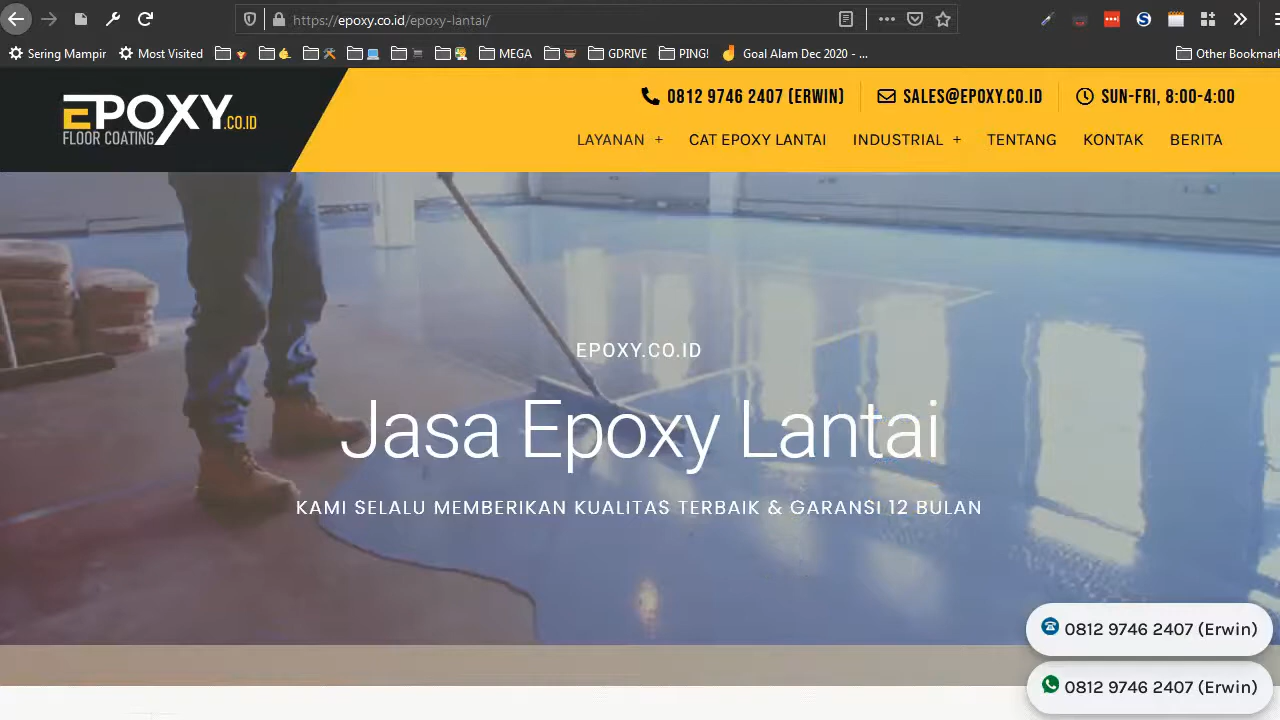 https://epoxy.co.id/epoxy-lantai/
Sering Mampir
Most Visited
MEGA
GDRIVE
PING!
Goal Alam Dec 2020 - ...
Other Bookmar
EPOXY.CO.ID
FLOOR COATING
0812 9746 2407 (ERWIN)
SALES@EPOXY.CO.ID
SUN-FRI, 8:00-4:00
LAYANAN +
CAT EPOXY LANTAI
INDUSTRIAL +
TENTANG
KONTAK
BERITA
EPOXY.CO.ID
Jasa Epoxy Lantai
KAMI SELALU MEMBERIKAN KUALITAS TERBAIK & GARANSI 12 BULAN
0812 9746 2407 (Erwin)
0812 9746 2407 (Erwin)